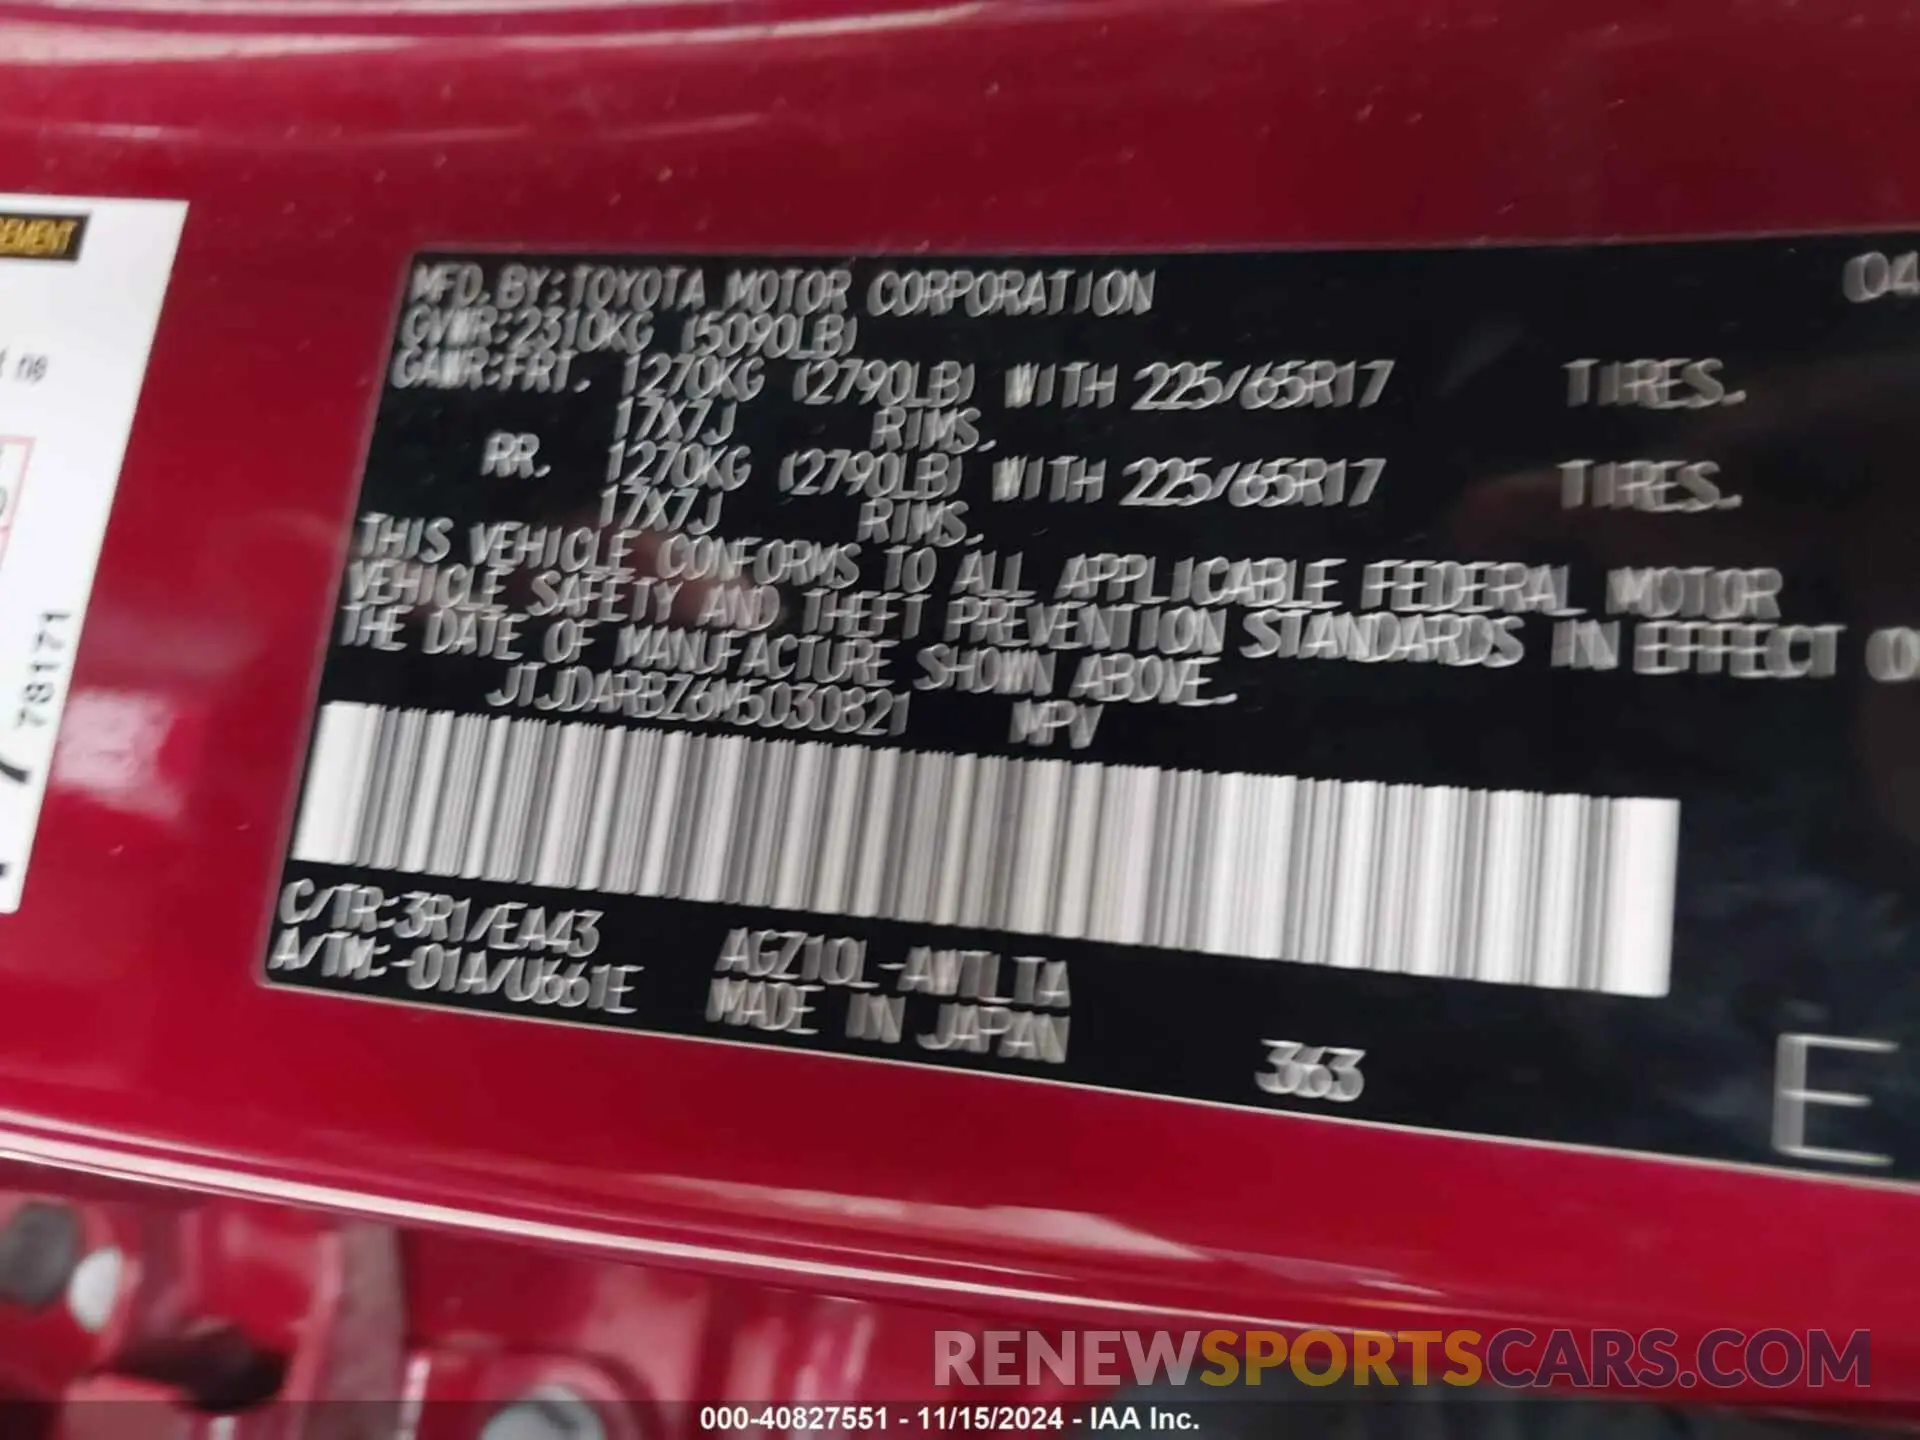 EMENT
78171
MFD. BY: TOYOTA MOTOR CORPORATION 04
GVWR: 2310KG (5090LB)
GAWR: FRT. 1270KG (2790LB) WITH 225/65R17 TIRES.
17X7J RIMS.
RR. 1270KG (2790LB) WITH 225/65R17 TIRES.
17X7J RIMS.
THIS VEHICLE CONFORMS TO ALL APPLICABLE FEDERAL MOTOR
VEHICLE SAFETY AND THEFT PREVENTION STANDARDS IN EFFECT O
THE DATE OF MANUFACTURE SHOWN ABOVE.
JTJDARBZ6M5030821 MPV
C/TR: 3R1/EA43
A/TM: -01A/U661E
AGZ10L-AWTLTA
MADE IN JAPAN
363
E
RENEWSPORTSCARS.COM
000-40827551 - 11/15/2024 - IAA Inc.